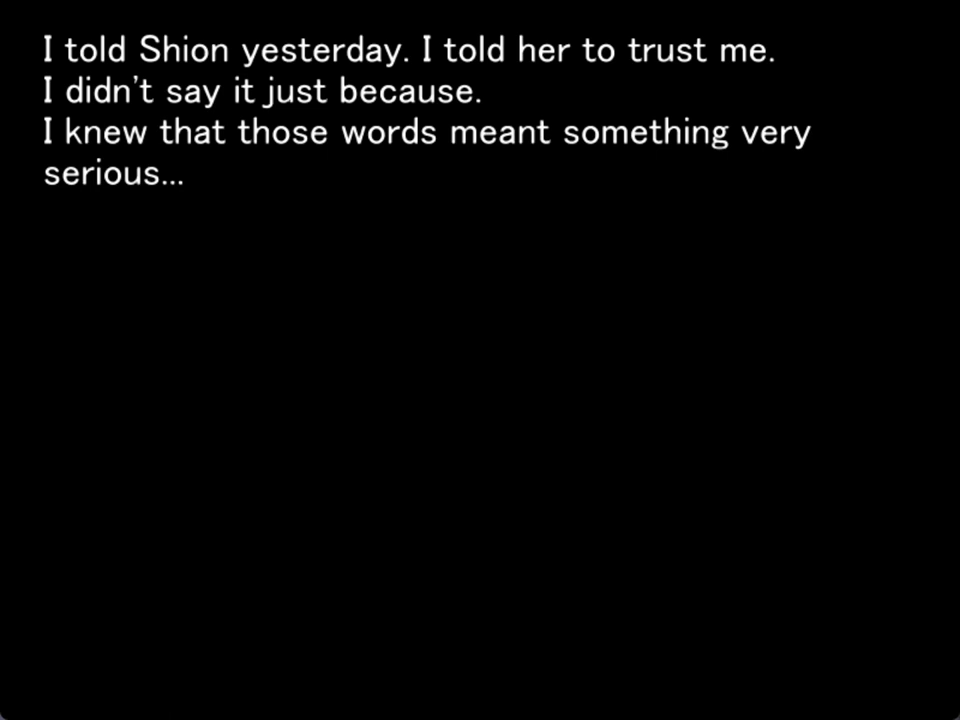 I told Shion yesterday. I told her to trust me.
I didn't say it just because.
I knew that those words meant something very
serious...